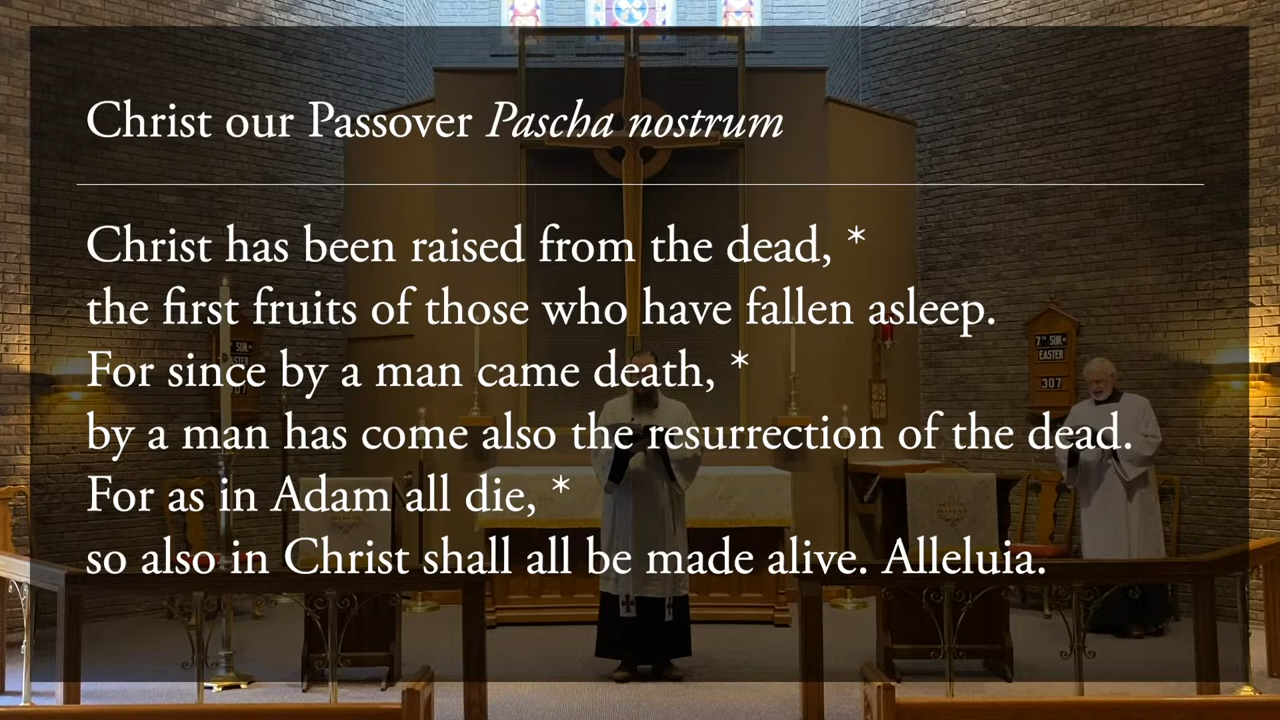 Christ our Passover Pascha nostrum
Christ has been raised from the dead, *
the first fruits of those who have fallen asleep.
For since by a man came death, *
by a man has come also the resurrection of the dead.
For as in Adam all die, *
so also in Christ shall all be made alive. Alleluia.
7TH SUN.
EASTER
307